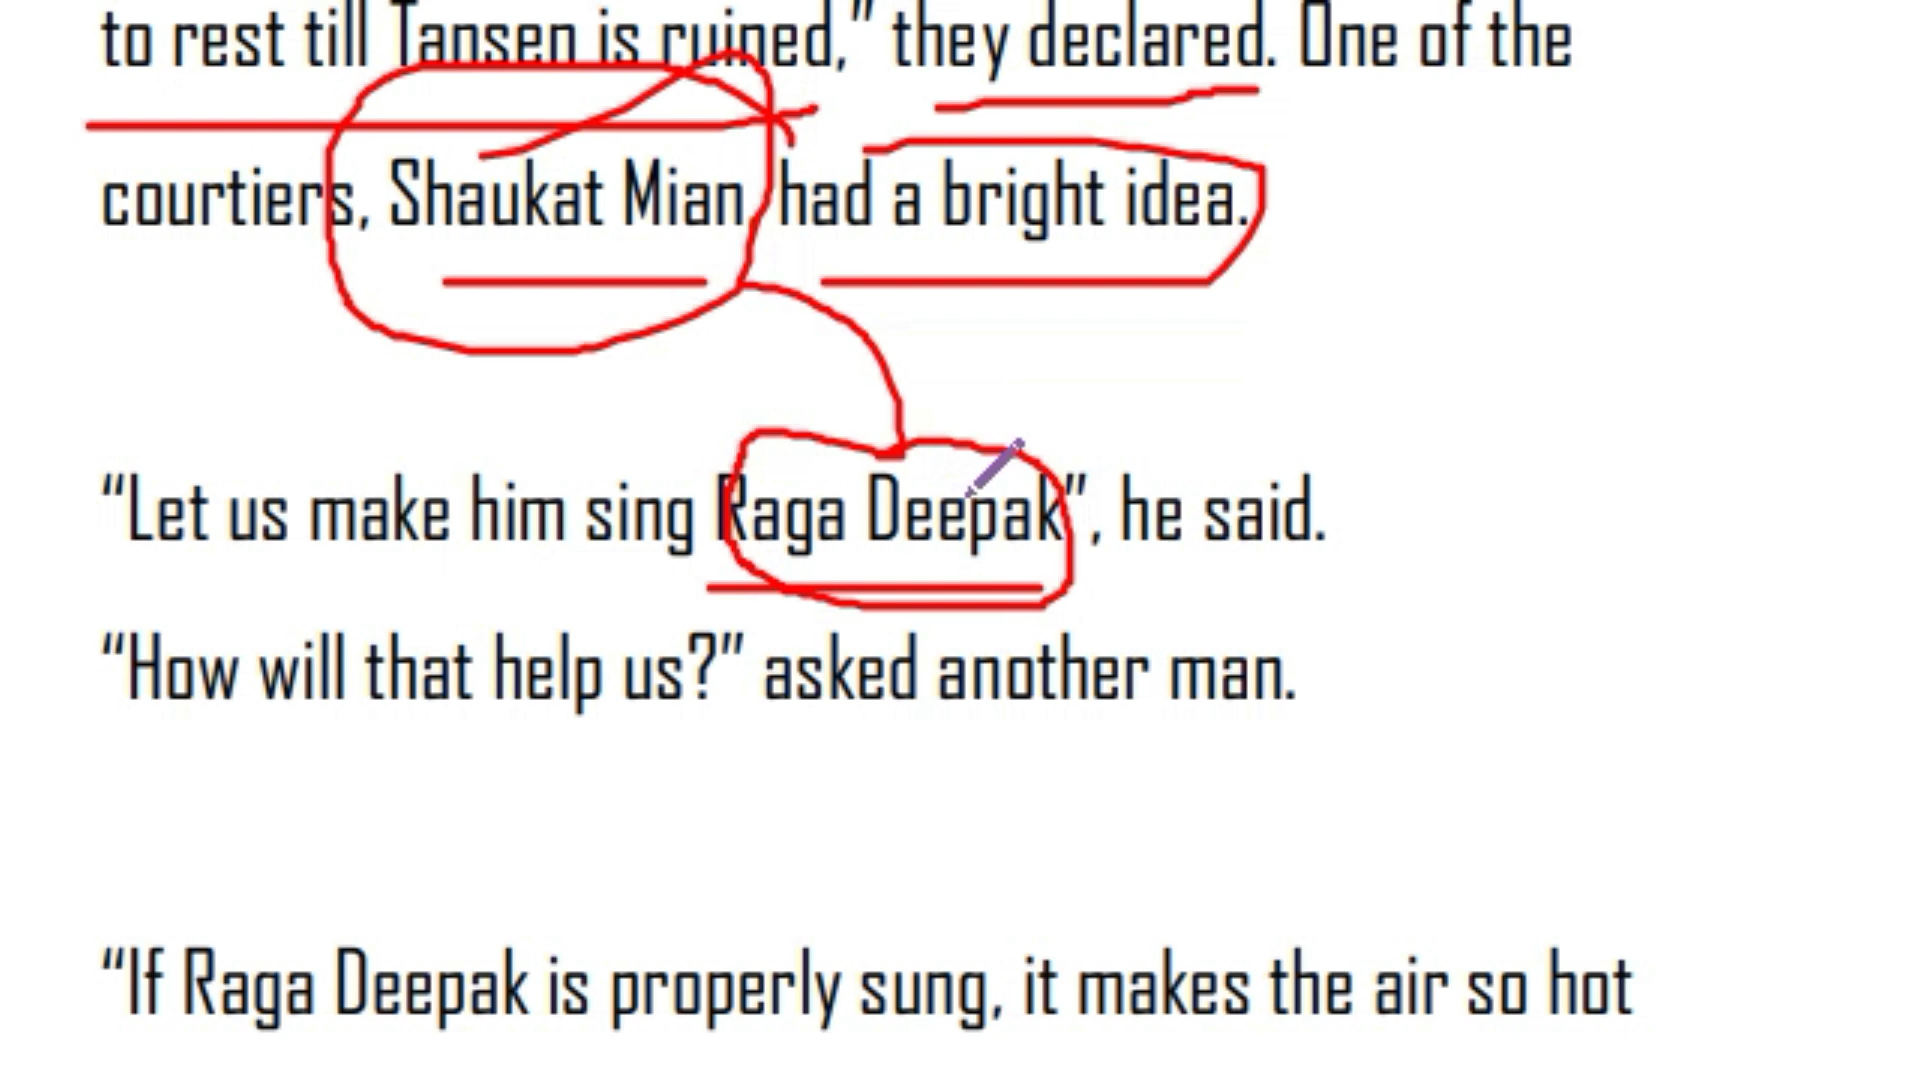 to rest till Tansen is ruined,” they declared. One of the
courtiers, Shaukat Mian had a bright idea.
“Let us make him sing Raga Deepak”, he said.
“How will that help us?” asked another man.
“If Raga Deepak is properly sung, it makes the air so hot